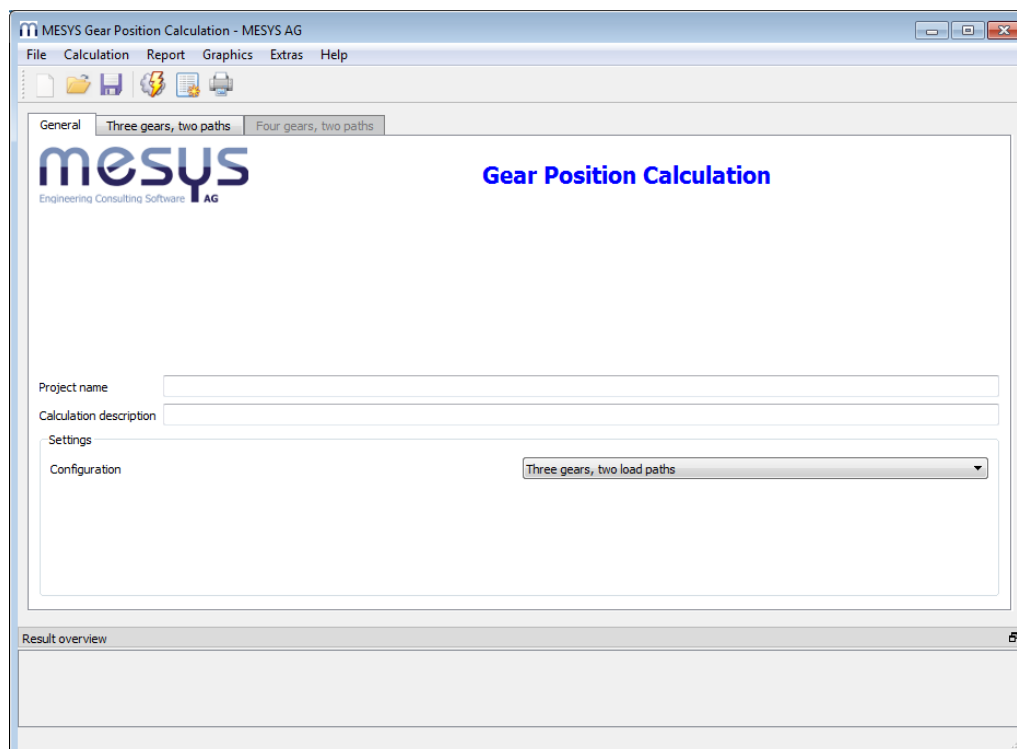 MESYS Gear Position Calculation - MESYS AG
File Calculation Report Graphics Extras Help
General Three gears, two paths Four gears, two paths
mesys
Engineering Consulting Software AG
Gear Position Calculation
Project name
Calculation description
Settings
Configuration Three gears, two load paths
Result overview